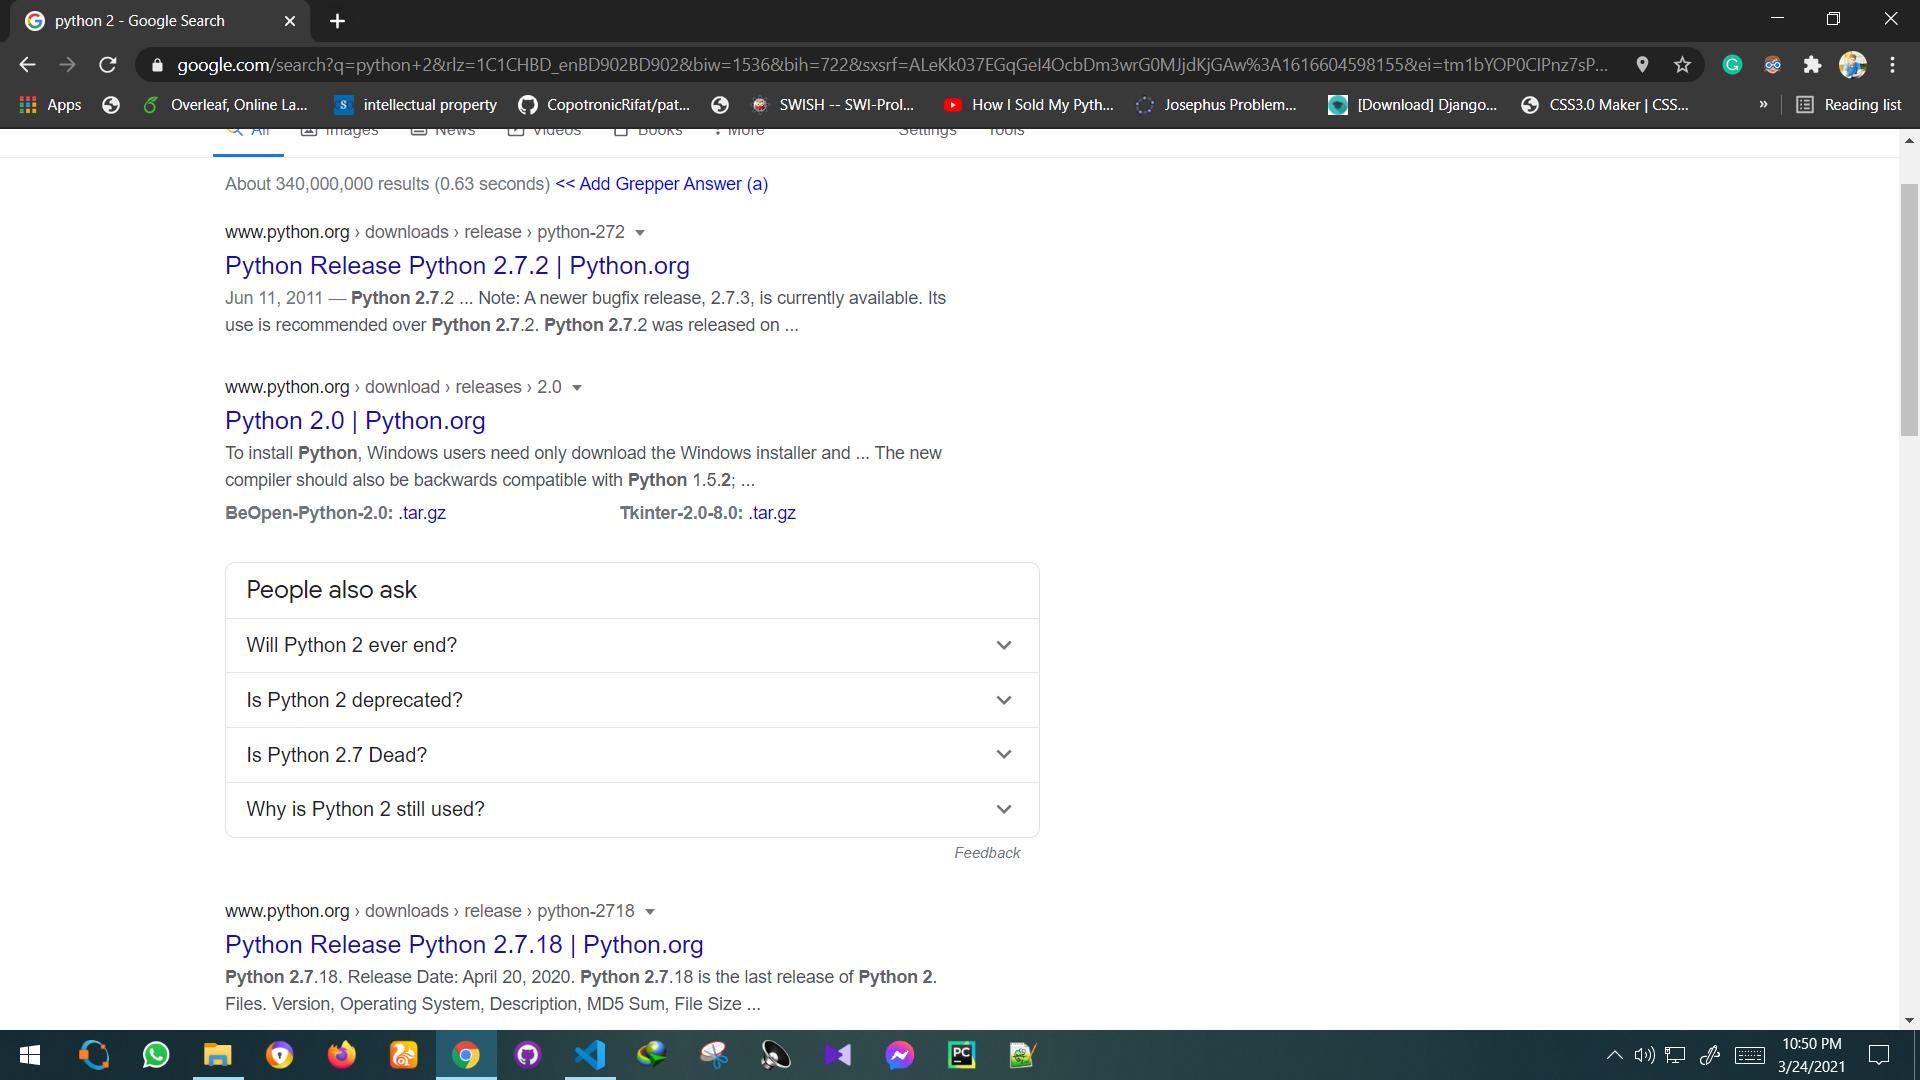 python 2 - Google Search
google.com/search?q=python+2&rlz=1C1CHBD_enBD902BD902&biw=1536&bih=722&sxsrf=ALeKk037EGqGeI4OcbDm3wrG0MJjdKjGAw%3A1616604598155&ei=tm1bYOP0CIPnz7sP...
Apps
Overleaf, Online La...
intellectual property
CopotronicRifat/pat...
SWISH -- SWI-Prol...
How I Sold My Pyth...
Josephus Problem...
[Download] Django...
CSS3.0 Maker | CSS...
»
Reading list
All Images News Videos Books More Settings Tools
About 340,000,000 results (0.63 seconds) << Add Grepper Answer (a)
www.python.org › downloads › release › python-272
Python Release Python 2.7.2 | Python.org
Jun 11, 2011 — Python 2.7.2 ... Note: A newer bugfix release, 2.7.3, is currently available. Its
use is recommended over Python 2.7.2. Python 2.7.2 was released on ...
www.python.org › download › releases › 2.0
Python 2.0 | Python.org
To install Python, Windows users need only download the Windows installer and ... The new
compiler should also be backwards compatible with Python 1.5.2; ...
BeOpen-Python-2.0: .tar.gz Tkinter-2.0-8.0: .tar.gz
People also ask
Will Python 2 ever end?
Is Python 2 deprecated?
Is Python 2.7 Dead?
Why is Python 2 still used?
Feedback
www.python.org › downloads › release › python-2718
Python Release Python 2.7.18 | Python.org
Python 2.7.18. Release Date: April 20, 2020. Python 2.7.18 is the last release of Python 2.
Files. Version, Operating System, Description, MD5 Sum, File Size ...
PC
10:50 PM
3/24/2021